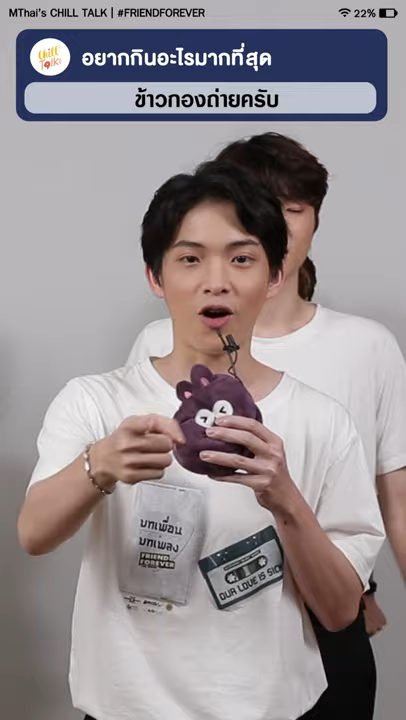 MThai's CHILL TALK | #FRIENDFOREVER
22%
Chill
Talks
อยากกินอะไรมากที่สุด
ข้าวกองถ่ายครับ
บทเพื่อน
บทเพลง
FRIEND
FOREVER
OUR LOVE IS SICK